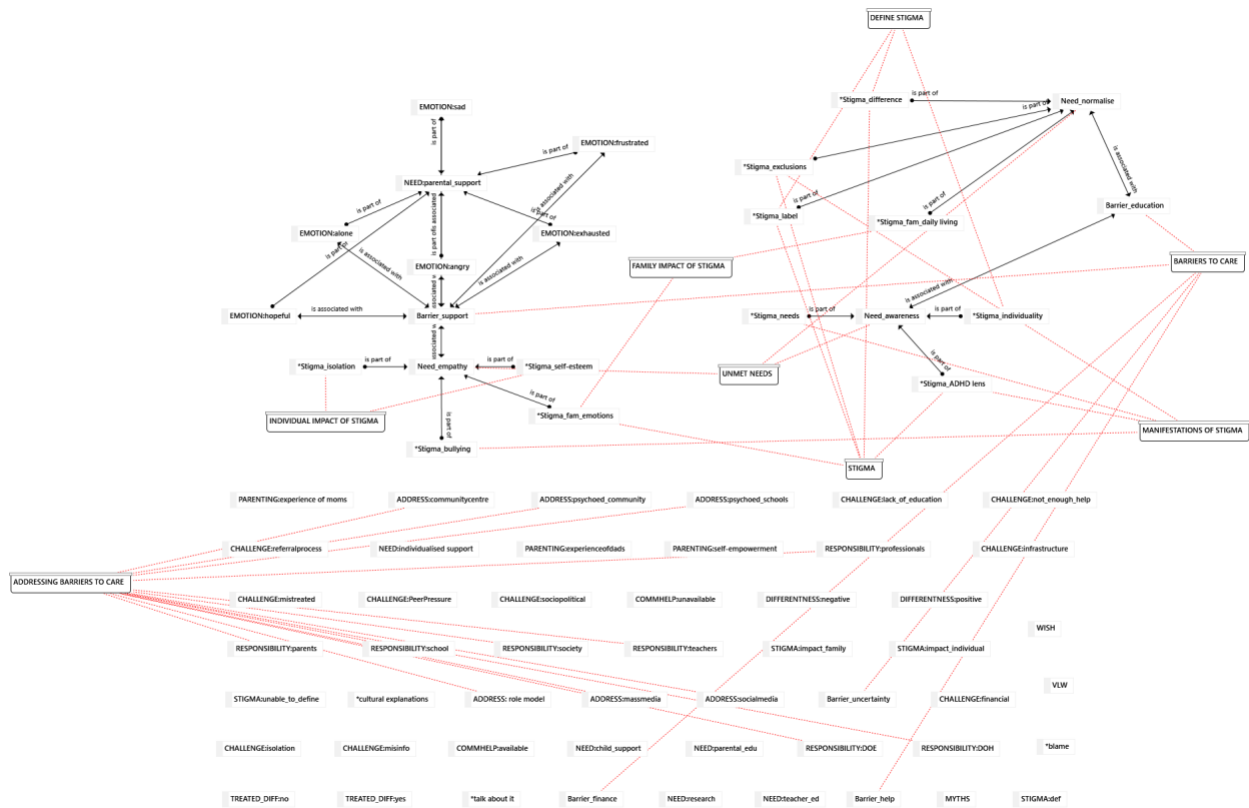 DEFINE STIGMA
*Stigma_difference
is part of
Need_normalise
is part of
EMOTION:sad
is part of
EMOTION:frustrated
is part of
*Stigma_exclusions
is associated with
NEED:parental_support
is associated with
is part of
is part of
is part of
*Stigma_label
*Stigma_fam_daily living
Barrier_education
is part of
EMOTION:alone
is part of
is associated
EMOTION:exhausted
is part of
is associated with
EMOTION:angry
FAMILY IMPACT OF STIGMA
BARRIERS TO CARE
is associated with
EMOTION:hopeful
is associated with
Barrier_support
*Stigma_needs
is part of
Need_awareness
is part of
*Stigma_individuality
*Stigma_isolation
is part of
Need_empathy
is part of
*Stigma_self-esteem
UNMET NEEDS
is part of
*Stigma_ADHD lens
is part of
INDIVIDUAL IMPACT OF STIGMA
*Stigma_fam_emotions
is part of
MANIFESTATIONS OF STIGMA
*Stigma_bullying
STIGMA
PARENTING:experience of moms
ADDRESS:communitycentre
ADDRESS:psychoed_community
ADDRESS:psychoed_schools
CHALLENGE:lack_of_education
CHALLENGE:not_enough_help
CHALLENGE:referralprocess
NEED:individualised support
PARENTING:experienceofdads
PARENTING:self-empowerment
RESPONSIBILITY:professionals
CHALLENGE:infrastructure
ADDRESSING BARRIERS TO CARE
CHALLENGE:mistreated
CHALLENGE:PeerPressure
CHALLENGE:sociopolitical
COMMHELP:unavailable
DIFFERENTNESS:negative
DIFFERENTNESS:positive
WISH
RESPONSIBILITY:parents
RESPONSIBILITY:school
RESPONSIBILITY:society
RESPONSIBILITY:teachers
STIGMA:impact_family
STIGMA:impact_individual
VLW
STIGMA:unable_to_define
*cultural explanations
ADDRESS: role model
ADDRESS:massmedia
ADDRESS:socialmedia
Barrier_uncertainty
CHALLENGE:financial
CHALLENGE:isolation
CHALLENGE:misinfo
COMMHELP:available
NEED:child_support
NEED:parental_edu
RESPONSIBILITY:DOE
RESPONSIBILITY:DOH
*blame
TREATED_DIFF:no
TREATED_DIFF:yes
*talk about it
Barrier_finance
NEED:research
NEED:teacher_ed
Barrier_help
MYTHS
STIGMA:def